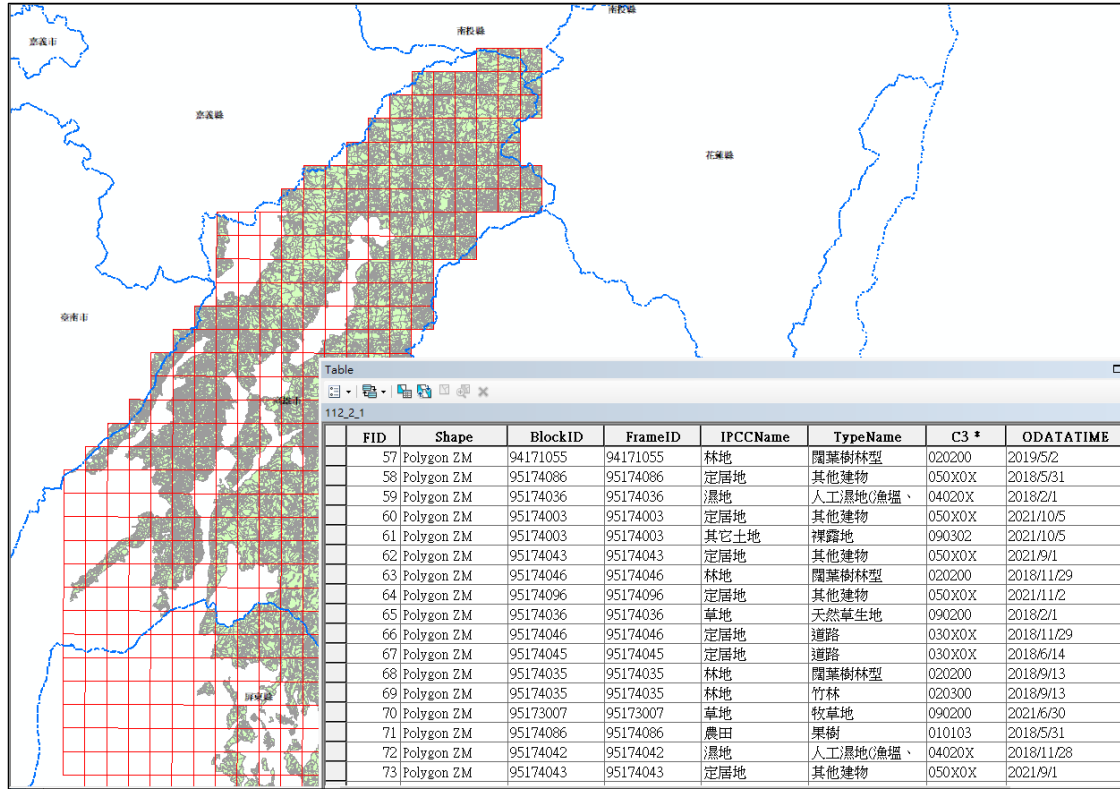 南投縣
南投縣
嘉義市
嘉義縣
花蓮縣
臺南市
高雄市
屏東縣
Table
112_2_1
FID Shape BlockID FrameID IPCCName TypeName C3 * ODATATIME
57 Polygon ZM 94171055 94171055 林地 闊葉樹林型 020200 2019/5/2
58 Polygon ZM 95174086 95174086 定居地 其他建物 050X0X 2018/5/31
59 Polygon ZM 95174036 95174036 濕地 人工濕地(漁塭、 04020X 2018/2/1
60 Polygon ZM 95174003 95174003 定居地 其他建物 050X0X 2021/10/5
61 Polygon ZM 95174003 95174003 其它土地 裸露地 090302 2021/10/5
62 Polygon ZM 95174043 95174043 定居地 其他建物 050X0X 2021/9/1
63 Polygon ZM 95174046 95174046 林地 闊葉樹林型 020200 2018/11/29
64 Polygon ZM 95174096 95174096 定居地 其他建物 050X0X 2021/11/2
65 Polygon ZM 95174036 95174036 草地 天然草生地 090200 2018/2/1
66 Polygon ZM 95174046 95174046 定居地 道路 030X0X 2018/11/29
67 Polygon ZM 95174045 95174045 定居地 道路 030X0X 2018/6/14
68 Polygon ZM 95174035 95174035 林地 闊葉樹林型 020200 2018/9/13
69 Polygon ZM 95174035 95174035 林地 竹林 020300 2018/9/13
70 Polygon ZM 95173007 95173007 草地 牧草地 090200 2021/6/30
71 Polygon ZM 95174086 95174086 農田 果樹 010103 2018/5/31
72 Polygon ZM 95174042 95174042 濕地 人工濕地(漁塭、 04020X 2018/11/28
73 Polygon ZM 95174043 95174043 定居地 其他建物 050X0X 2021/9/1